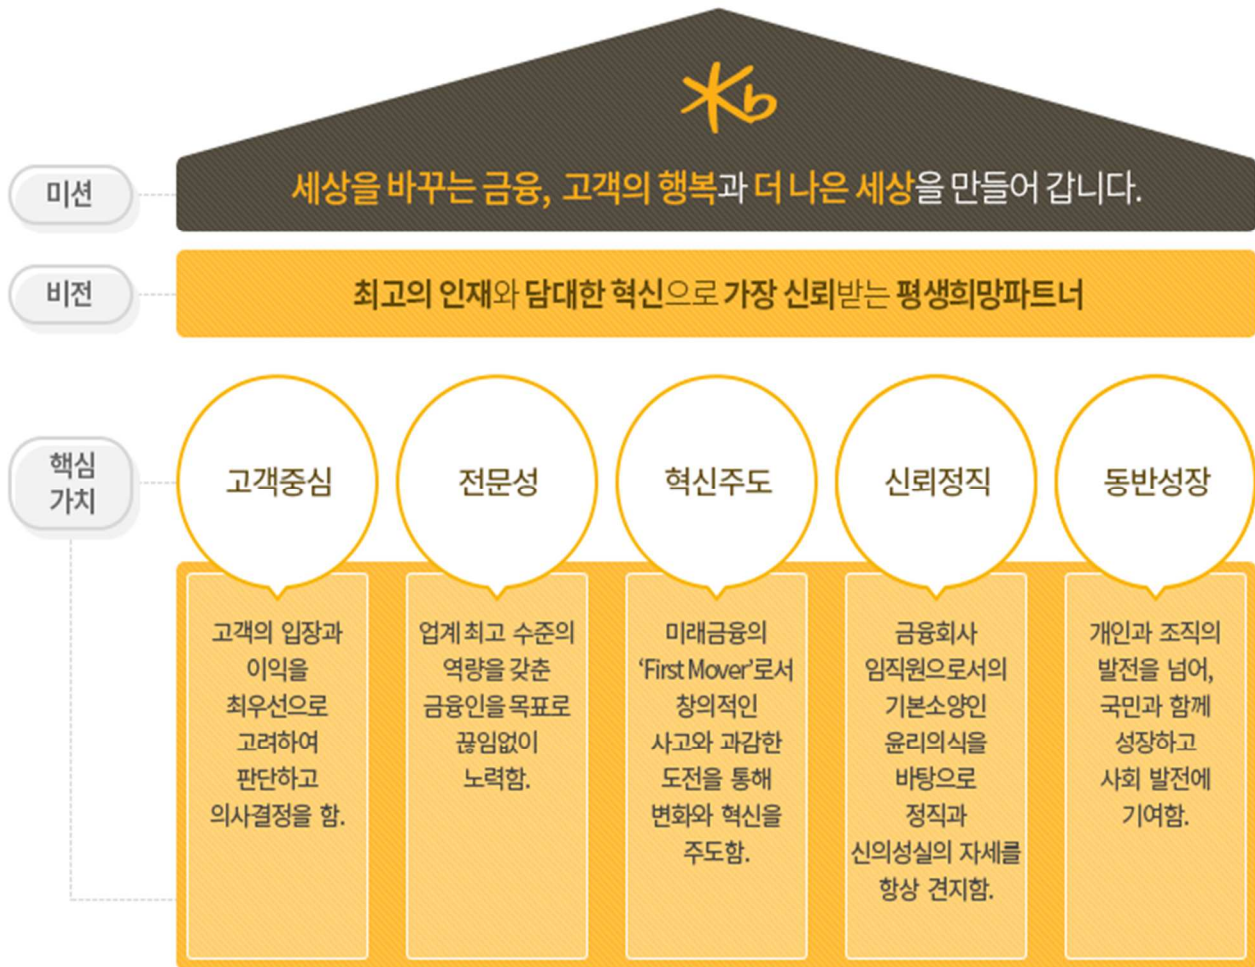 Kb
미션
세상을 바꾸는 금융, 고객의 행복과 더 나은 세상을 만들어 갑니다.
비전
최고의 인재와 담대한 혁신으로 가장 신뢰받는 평생희망파트너
핵심
가치
고객중심
고객의 입장과
이익을
최우선으로
고려하여
판단하고
의사결정을 함.
전문성
업계 최고 수준의
역량을 갖춘
금융인을 목표로
끊임없이
노력함.
혁신주도
미래금융의
‘First Mover’로서
창의적인
사고와 과감한
도전을 통해
변화와 혁신을
주도함.
신뢰정직
금융회사
임직원으로서의
기본소양인
윤리의식을
바탕으로
정직과
신의성실의 자세를
항상 견지함.
동반성장
개인과 조직의
발전을 넘어,
국민과 함께
성장하고
사회 발전에
기여함.